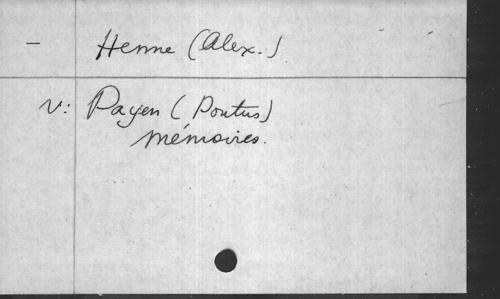 — Henne (Alex.)
V: Payen (Pontus)
Mémoires.